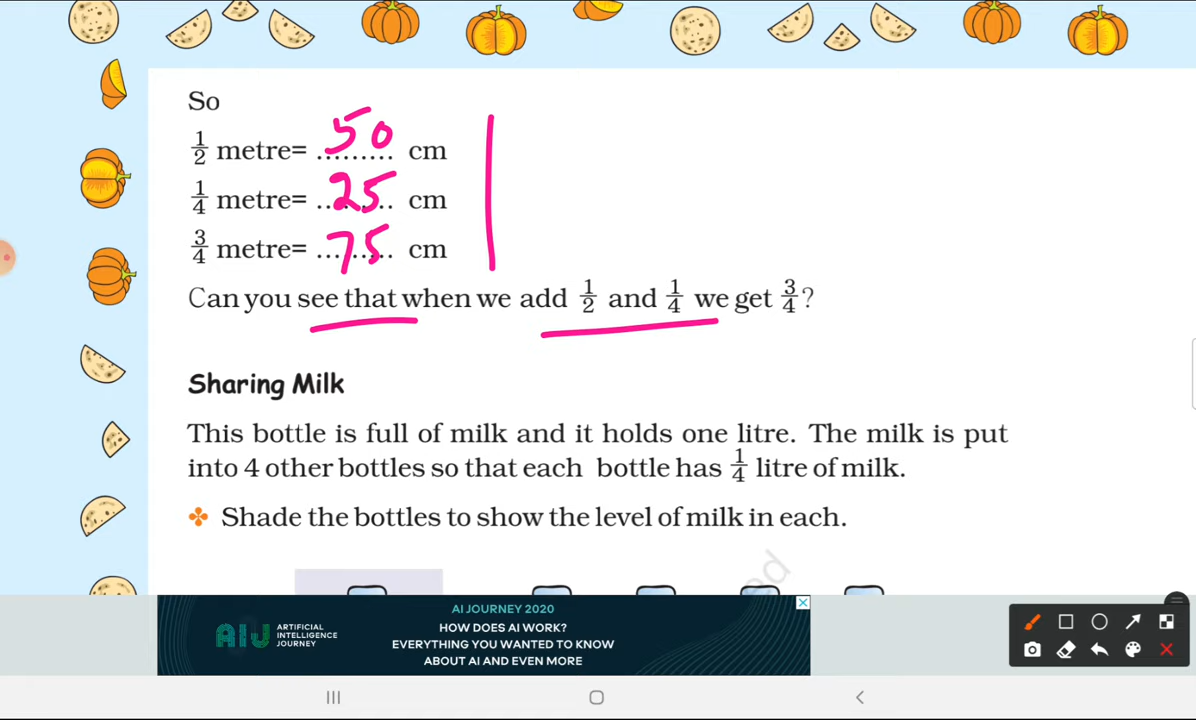 So
1/2 metre= ...50... cm
1/4 metre= ...25... cm
3/4 metre= ...75... cm
Can you see that when we add 1/2 and 1/4 we get 3/4?
Sharing Milk
This bottle is full of milk and it holds one litre. The milk is put
into 4 other bottles so that each bottle has 1/4 litre of milk.
Shade the bottles to show the level of milk in each.
AIJ
ARTIFICIAL
INTELLIGENCE
JOURNEY
AI JOURNEY 2020
HOW DOES AI WORK?
EVERYTHING YOU WANTED TO KNOW
ABOUT AI AND EVEN MORE